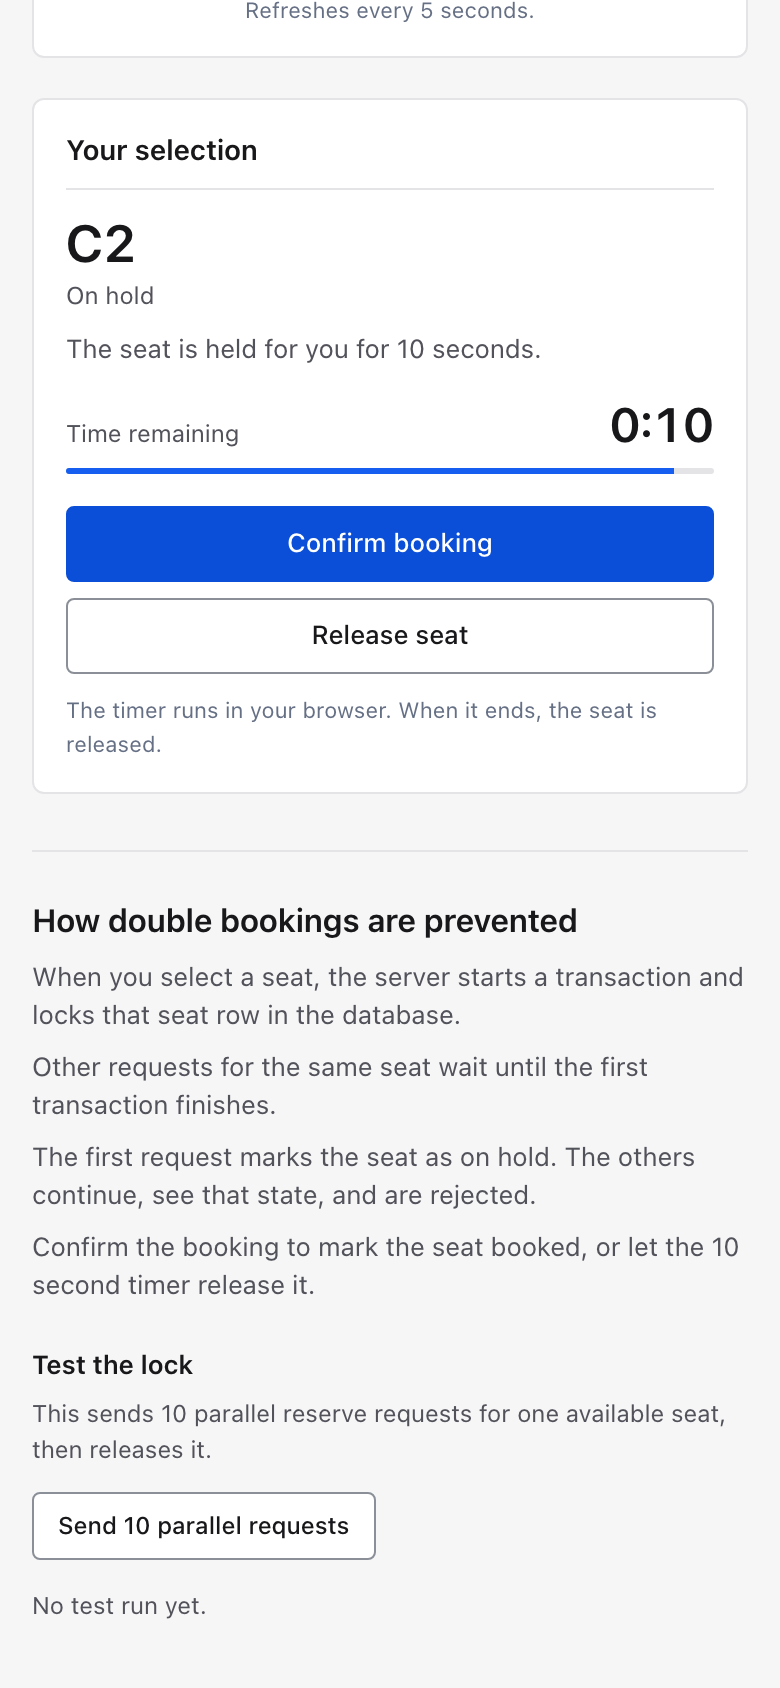 Refreshes every 5 seconds.
Your selection
C2
On hold
The seat is held for you for 10 seconds.
Time remaining
0:10
Confirm booking
Release seat
The timer runs in your browser. When it ends, the seat is
released.
How double bookings are prevented
When you select a seat, the server starts a transaction and
locks that seat row in the database.
Other requests for the same seat wait until the first
transaction finishes.
The first request marks the seat as on hold. The others
continue, see that state, and are rejected.
Confirm the booking to mark the seat booked, or let the 10
second timer release it.
Test the lock
This sends 10 parallel reserve requests for one available seat,
then releases it.
Send 10 parallel requests
No test run yet.